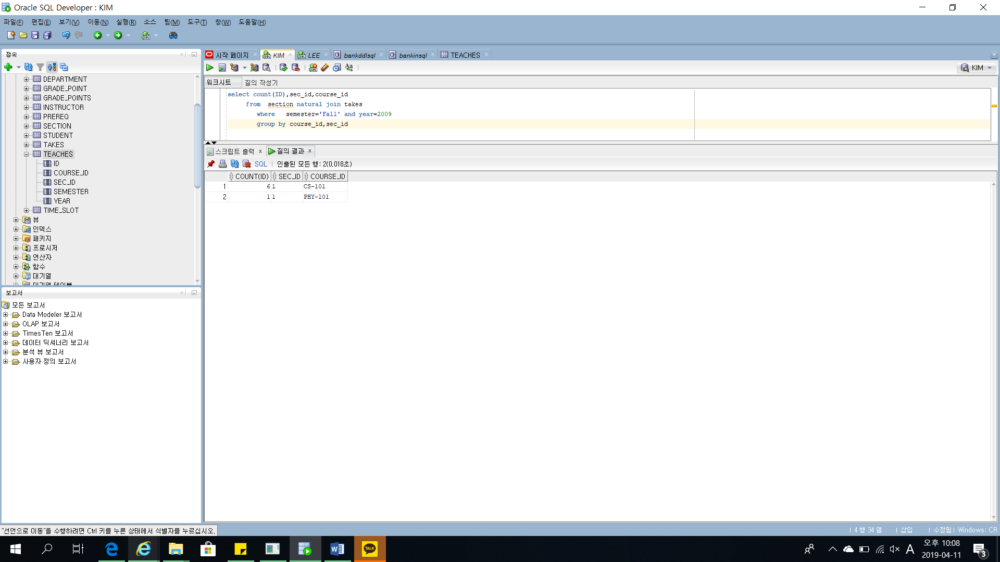 Oracle SQL Developer : KIM
파일(F) 편집(E) 보기(V) 이동(N) 실행(R) 소스 팀(M) 도구(T) 창(W) 도움말(H)
접속
DEPARTMENT
GRADE_POINT
GRADE_POINTS
INSTRUCTOR
PREREQ
SECTION
STUDENT
TAKES
TEACHES
ID
COURSE_ID
SEC_ID
SEMESTER
YEAR
TIME_SLOT
뷰
인덱스
패키지
프로시저
연산자
함수
대기열
대기열 테이블
보고서
모든 보고서
Data Modeler 보고서
OLAP 보고서
TimesTen 보고서
데이터 딕셔너리 보고서
분석 뷰 보고서
사용자 정의 보고서
시작 페이지 KIM LEE bankddlsql bankinsql TEACHES
KIM
워크시트 질의 작성기
select count(ID),sec_id,course_id
from section natural join takes
where semester='Fall' and year=2009
group by course_id,sec_id
스크립트 출력 질의 결과
SQL 인출된 모든 행: 2(0,018초)
COUNT(ID) SEC_ID COURSE_ID
1 6 1 CS-101
2 1 1 PHY-101
"선언으로 이동"을 수행하려면 Ctrl 키를 누른 상태에서 식별자를 누르십시오.
4 행 34 열 삽입 수정됨 Windows: CR
TALK
A
오후 10:08
2019-04-11
3